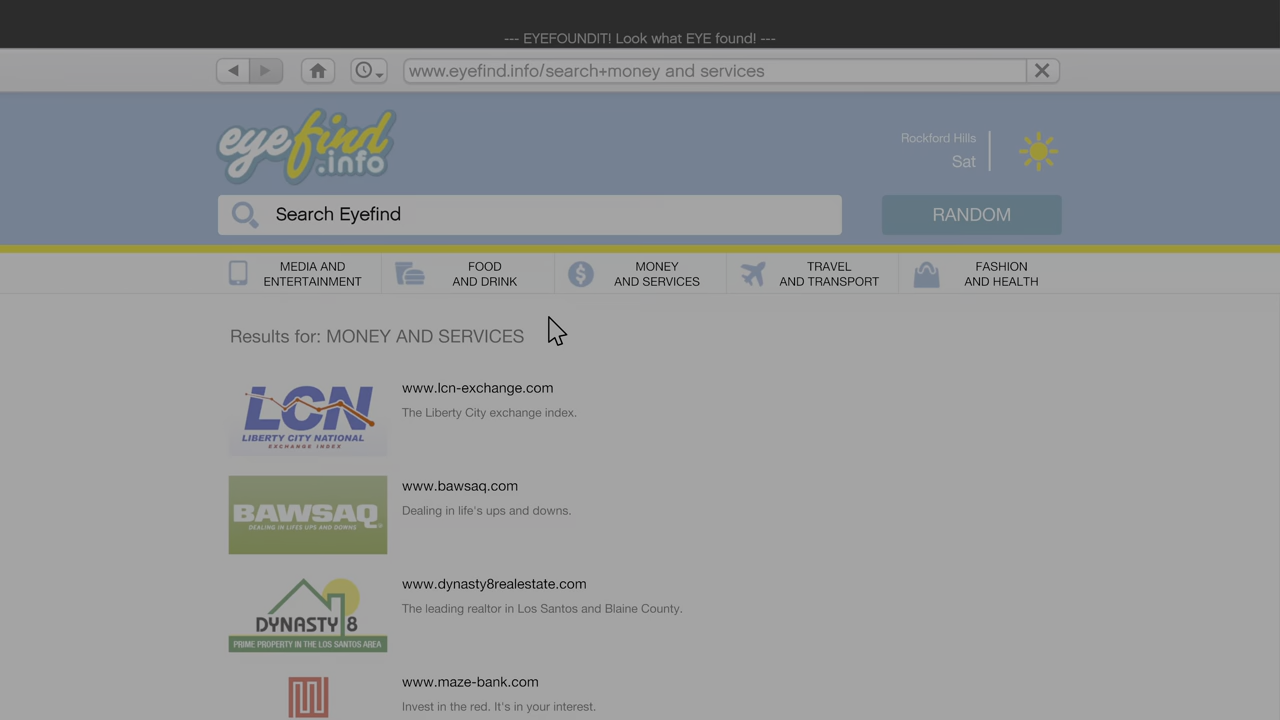 --- EYEFOUNDIT! Look what EYE found! ---
www.eyefind.info/search+money and services
eyefind
.info
Rockford Hills
Sat
Search Eyefind
RANDOM
MEDIA AND
ENTERTAINMENT
FOOD
AND DRINK
MONEY
AND SERVICES
TRAVEL
AND TRANSPORT
FASHION
AND HEALTH
Results for: MONEY AND SERVICES
LCN
LIBERTY CITY NATIONAL
EXCHANGE INDEX
www.lcn-exchange.com
The Liberty City exchange index.
BAWSAQ
DEALING IN LIFES UPS AND DOWNS
www.bawsaq.com
Dealing in life's ups and downs.
DYNASTY 8
PRIME PROPERTY IN THE LOS SANTOS AREA
www.dynasty8realestate.com
The leading realtor in Los Santos and Blaine County.
www.maze-bank.com
Invest in the red. It's in your interest.